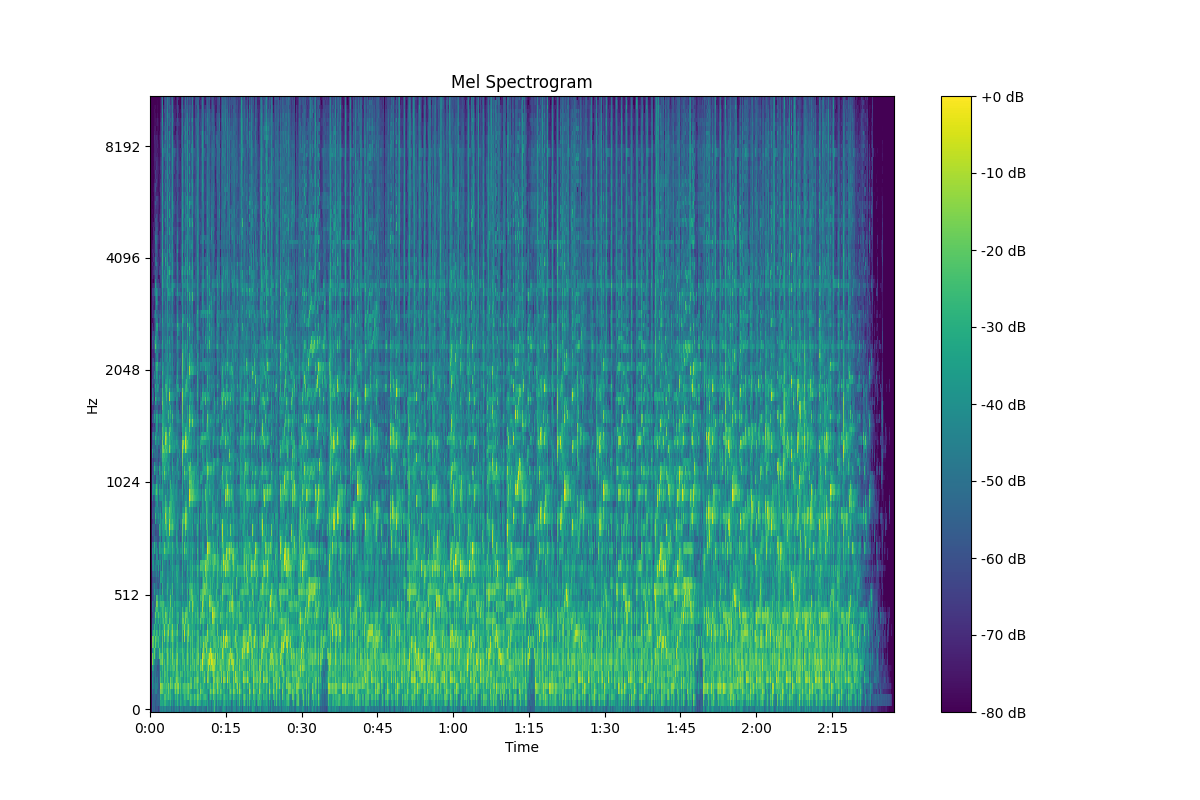 Mel Spectrogram
Hz
8192
4096
2048
1024
512
0
0:00 0:15 0:30 0:45 1:00 1:15 1:30 1:45 2:00 2:15
Time
+0 dB
-10 dB
-20 dB
-30 dB
-40 dB
-50 dB
-60 dB
-70 dB
-80 dB